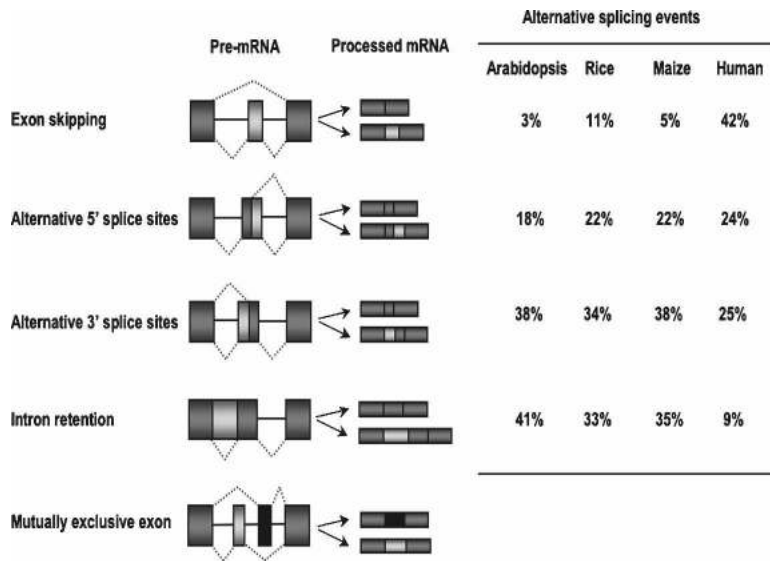 Alternative splicing events
Pre-mRNA Processed mRNA
Arabidopsis Rice Maize Human
Exon skipping 3% 11% 5% 42%
Alternative 5' splice sites 18% 22% 22% 24%
Alternative 3' splice sites 38% 34% 38% 25%
Intron retention 41% 33% 35% 9%
Mutually exclusive exon